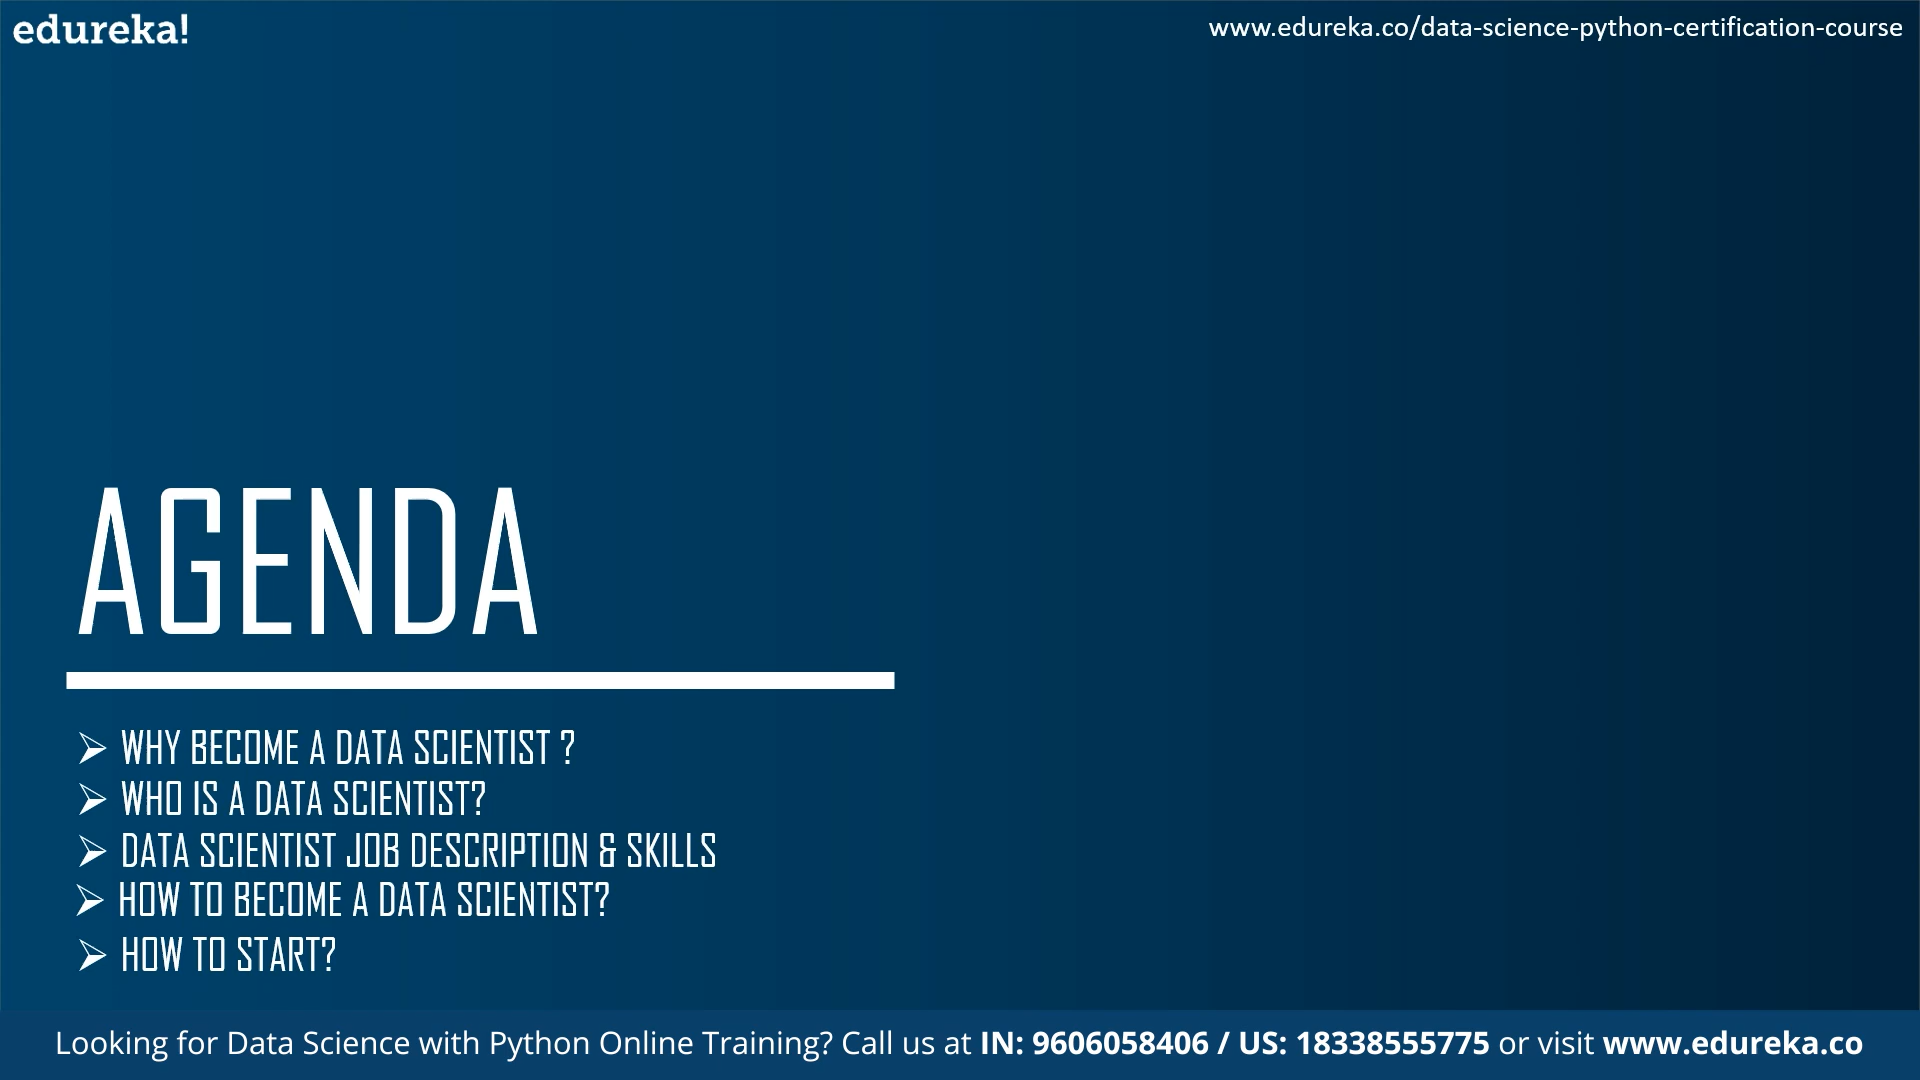 edureka!
www.edureka.co/data-science-python-certification-course
AGENDA
➢ WHY BECOME A DATA SCIENTIST ?
➢ WHO IS A DATA SCIENTIST?
➢ DATA SCIENTIST JOB DESCRIPTION & SKILLS
➢ HOW TO BECOME A DATA SCIENTIST?
➢ HOW TO START?
Looking for Data Science with Python Online Training? Call us at IN: 9606058406 / US: 18338555775 or visit www.edureka.co